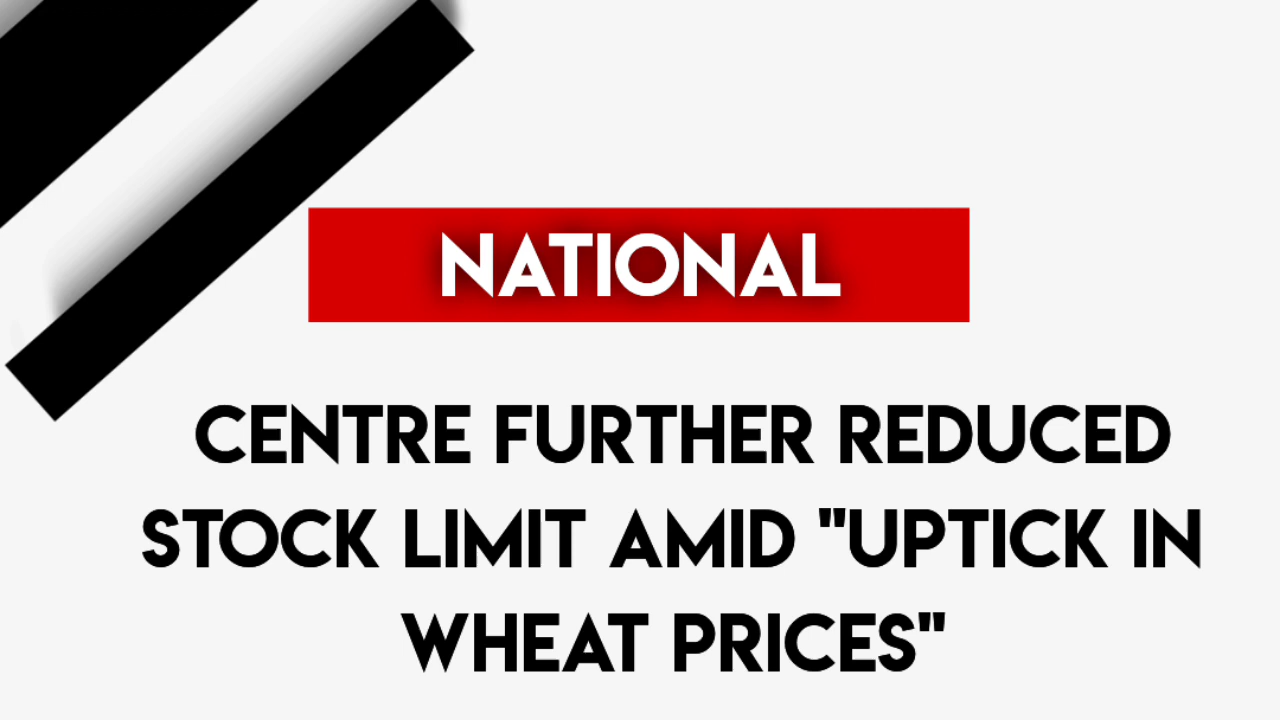 NATIONAL
CENTRE FURTHER REDUCED
STOCK LIMIT AMID "UPTICK IN
WHEAT PRICES"